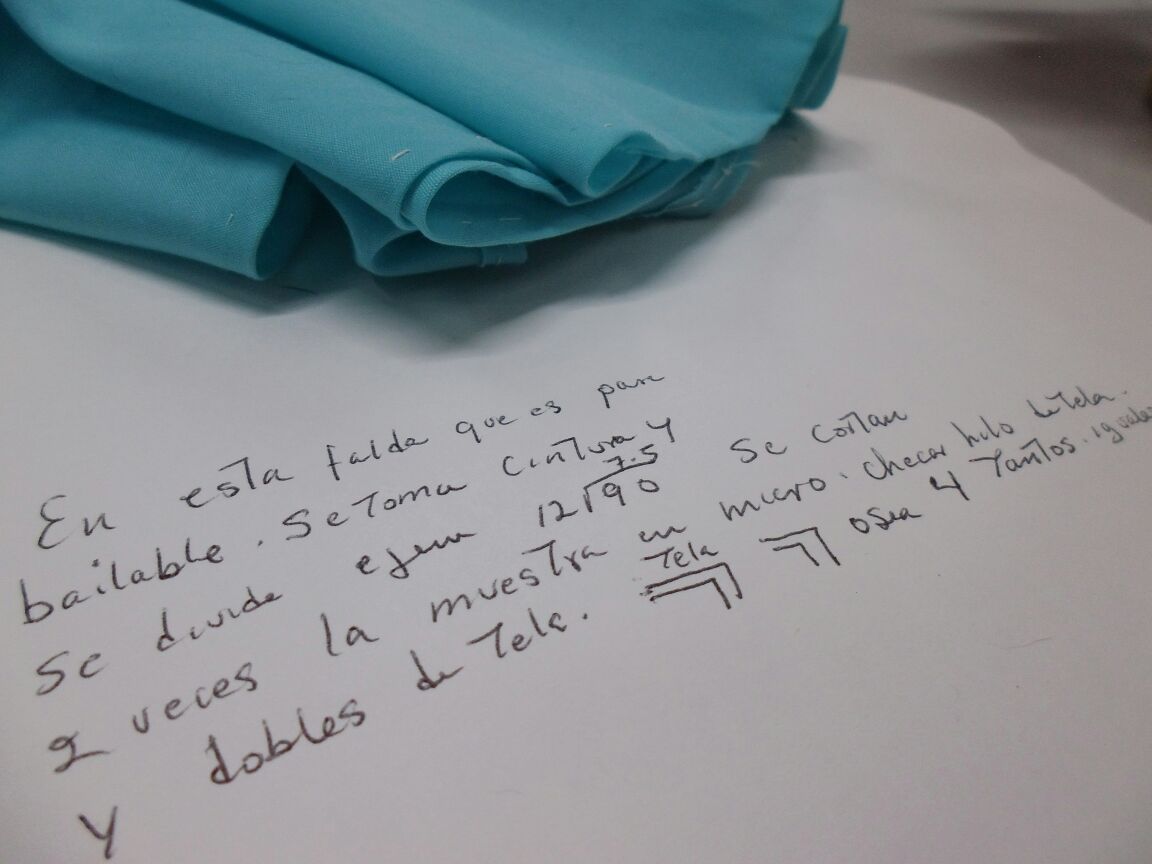 En esta falda que es para
bailable. Se toma cintura y
se divide ejem 12√90 7.5 Se cortan
2 veces la muestra en micro. checar hilo de tela.
y dobles de Tela. Tela osea 4 Tantos. iguales